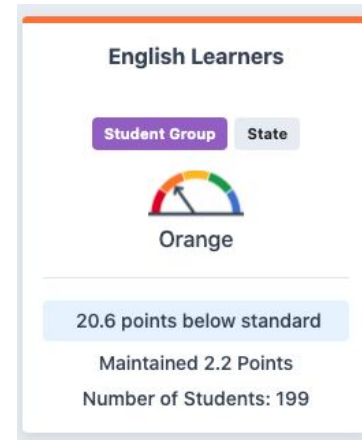 English Learners
Student Group State
Orange
20.6 points below standard
Maintained 2.2 Points
Number of Students: 199